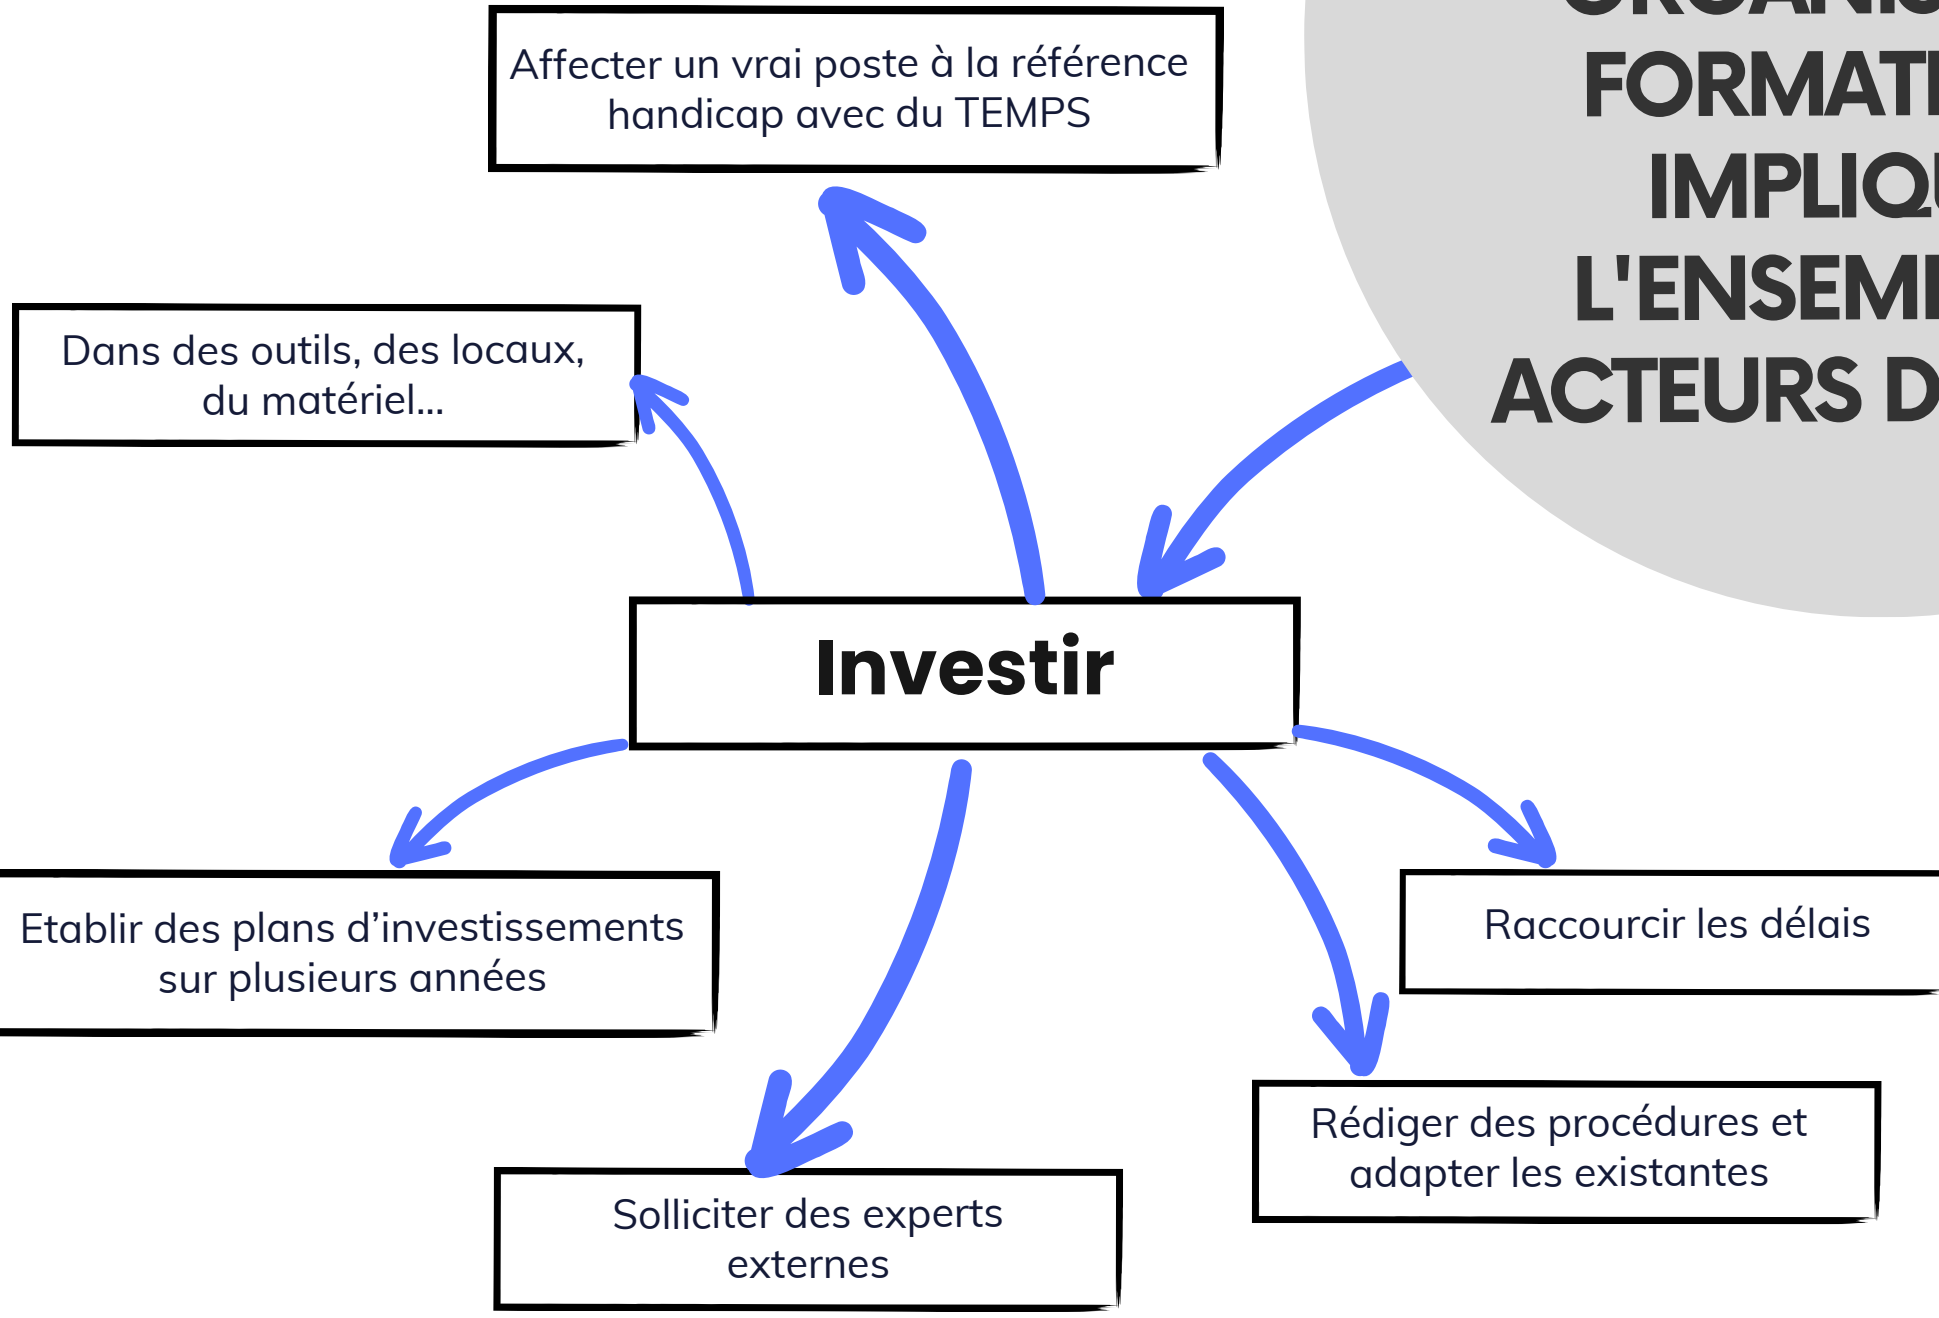 Affecter un vrai poste à la référence
handicap avec du TEMPS
IMPLIQU
L'ENSEM
ACTEURS D
Dans des outils, des locaux,
du matériel...
Investir
Etablir des plans d'investissements
sur plusieurs années
Raccourcir les délais
Rédiger des procédures et
adapter les existantes
Solliciter des experts
externes